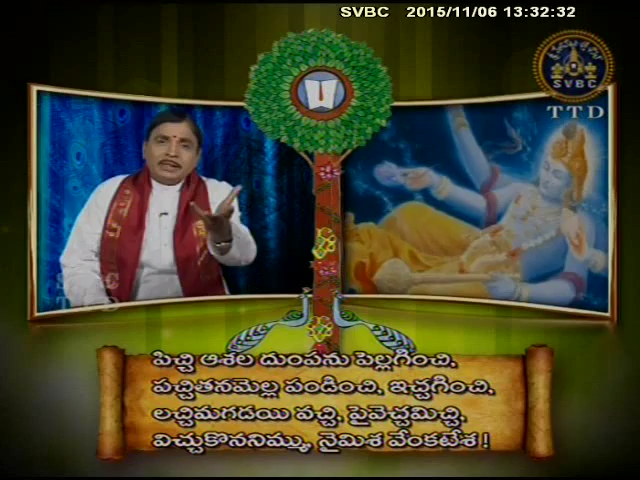 SVBC 2015/11/06 13:32:32
SVBC
TTD
పిచ్చి ఆశల దుంపను పెల్లగించి,
పచ్చితనమెల్ల పండించి, ఇచ్చగించి,
లచ్చిమగడయి వచ్చి, పైవెచ్చమిచ్చి,
విచ్చుకొననిమ్ము, నైమిశ వేంకటేశ!